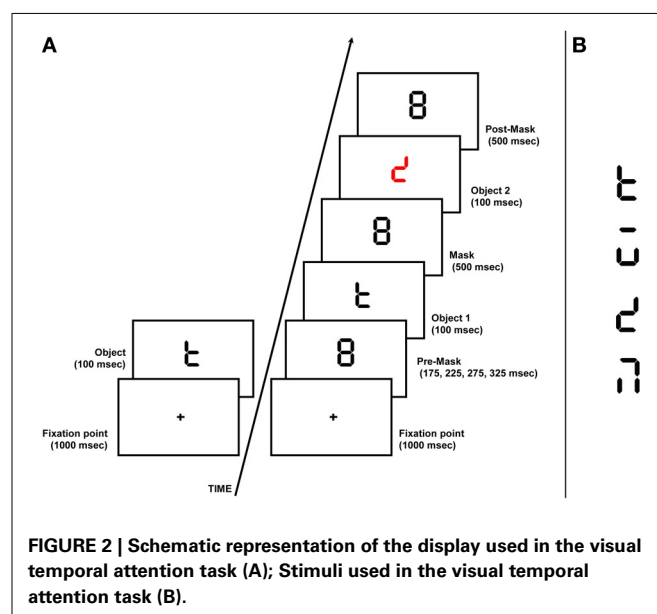 A
B
8
Post-Mask
(500 msec)
Object 2
(100 msec)
8
Mask
(500 msec)
Object 1
(100 msec)
Object
(100 msec)
8
Pre-Mask
(175, 225, 275, 325 msec)
+
Fixation point
(1000 msec)
+
Fixation point
(1000 msec)
TIME
FIGURE 2 | Schematic representation of the display used in the visual
temporal attention task (A); Stimuli used in the visual temporal
attention task (B).